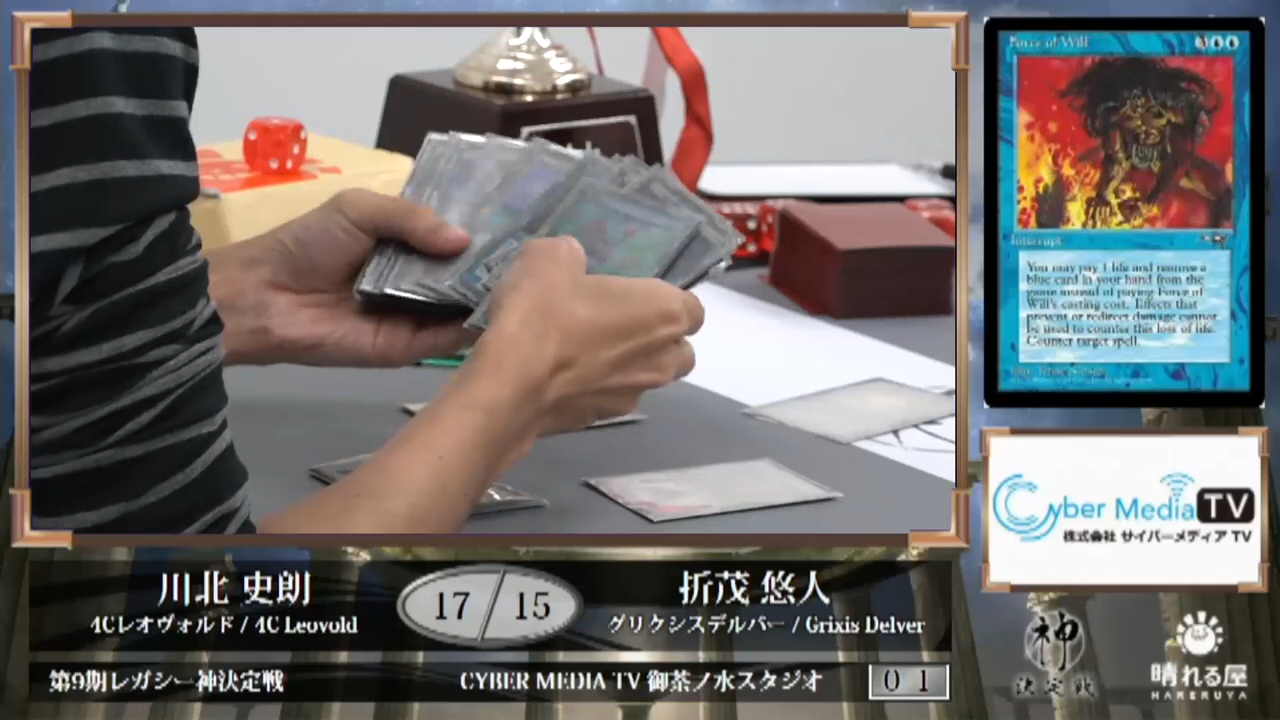 Force of Will
Interrupt
You may pay 1 life and remove a
blue card in your hand from the
game instead of paying Force of
Will's casting cost. Effects that
prevent or redirect damage cannot
be used to counter this loss of life.
Counter target spell.
Cyber Media TV
株式会社 サイバーメディア TV
川北 史朗
4Cレオヴォルド / 4C Leovold
17 / 15
折茂 悠人
グリクシスデルバー / Grixis Delver
第9期レガシー神決定戦
CYBER MEDIA TV 御茶ノ水スタジオ
0 1
神
決定戦
晴れる屋
HARERUYA